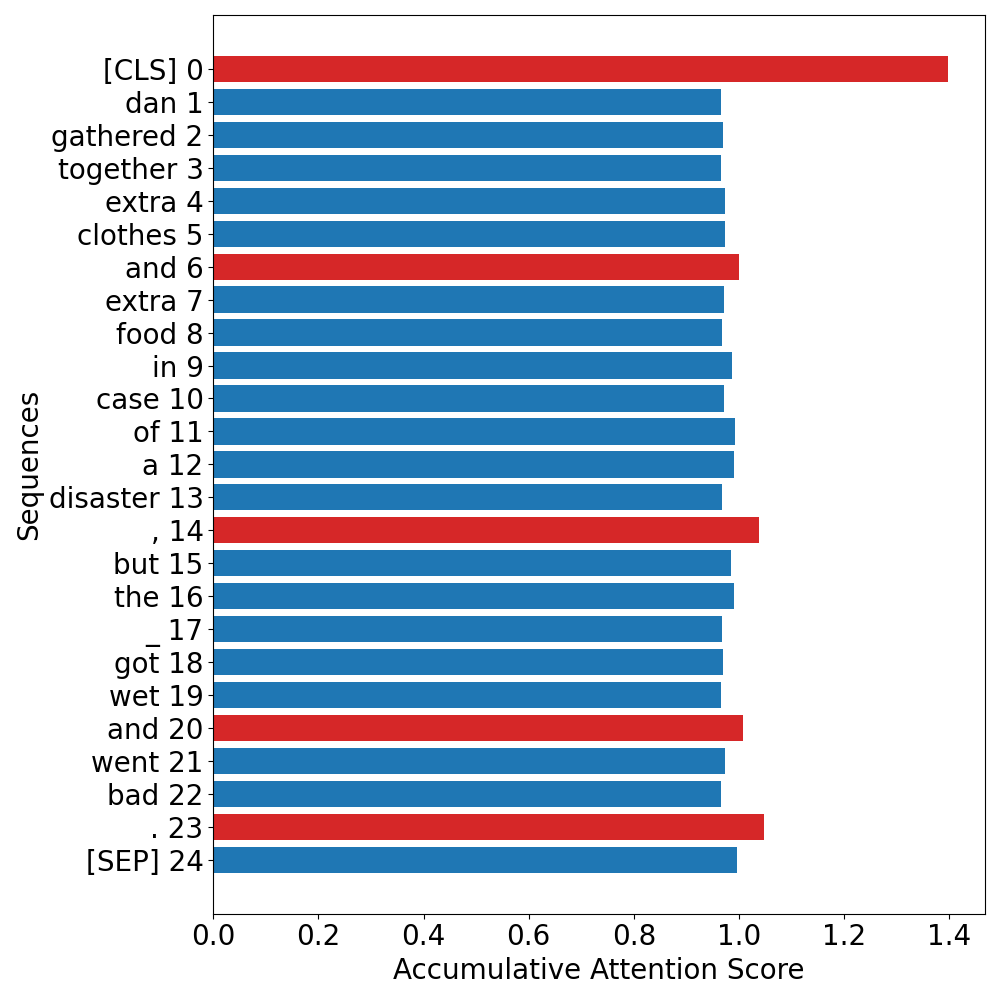 [CLS] 0
dan 1
gathered 2
together 3
extra 4
clothes 5
and 6
extra 7
food 8
in 9
case 10
of 11
a 12
disaster 13
, 14
but 15
the 16
_ 17
got 18
wet 19
and 20
went 21
bad 22
. 23
[SEP] 24
Sequences
0.0 0.2 0.4 0.6 0.8 1.0 1.2 1.4
Accumulative Attention Score